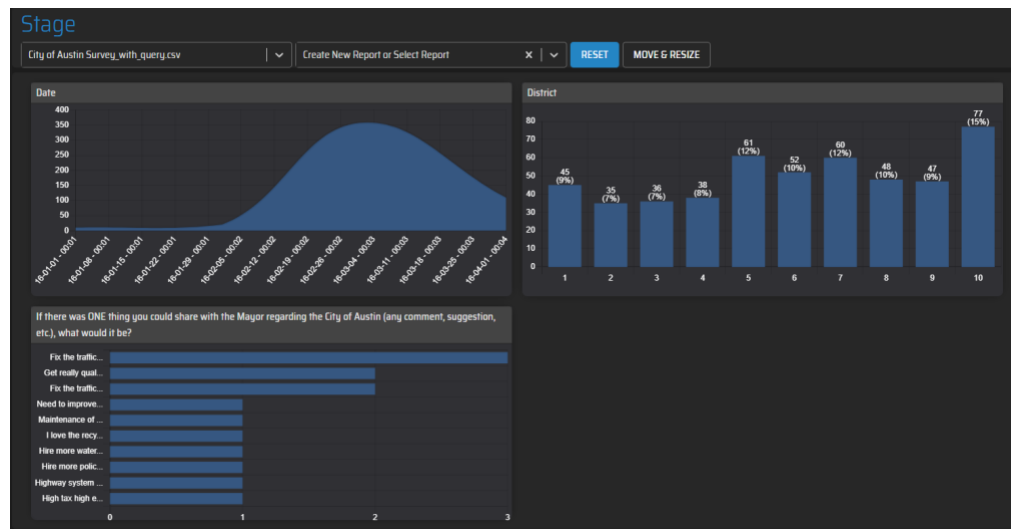 Stage
City of Austin Survey_with_query.csv
Create New Report or Select Report
X
RESET
MOVE & RESIZE
Date
400
350
300
250
200
150
100
50
0
16-01-01 - 00:01
16-01-08 - 00:01
16-01-15 - 00:01
16-01-22 - 00:01
16-01-29 - 00:01
16-02-05 - 00:02
16-02-12 - 00:02
16-02-19 - 00:02
16-02-26 - 00:02
16-03-04 - 00:03
16-03-11 - 00:03
16-03-18 - 00:03
16-03-25 - 00:03
16-04-01 - 00:04
District
80
70
60
50
40
30
20
10
0
45
(9%)
35
(7%)
36
(7%)
38
(8%)
61
(12%)
52
(10%)
60
(12%)
48
(10%)
47
(9%)
77
(15%)
1 2 3 4 5 6 7 8 9 10
If there was ONE thing you could share with the Mayor regarding the City of Austin (any comment, suggestion,
etc.), what would it be?
Fix the traffic...
Get really qual...
Fix the traffic...
Need to improve...
Maintenance of ...
I love the recy...
Hire more water...
Hire more polic...
Highway system ...
High tax high e...
0 1 2 3